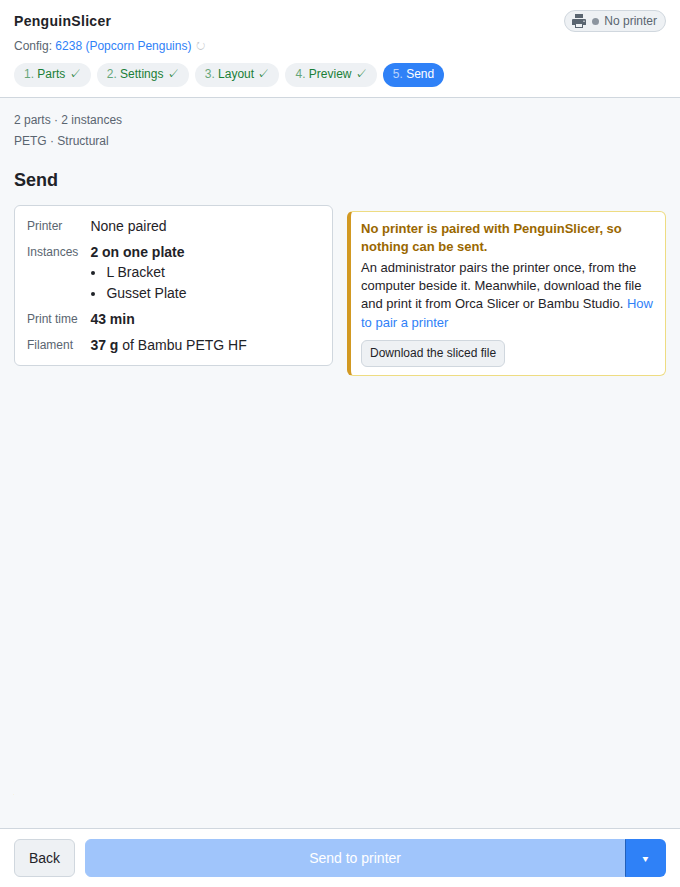 PenguinSlicer
No printer
Config: 6238 (Popcorn Penguins)
1. Parts ✓
2. Settings ✓
3. Layout ✓
4. Preview ✓
5. Send
2 parts · 2 instances
PETG · Structural
Send
Printer None paired
Instances 2 on one plate
• L Bracket
• Gusset Plate
Print time 43 min
Filament 37 g of Bambu PETG HF
No printer is paired with PenguinSlicer, so
nothing can be sent.
An administrator pairs the printer once, from the
computer beside it. Meanwhile, download the file
and print it from Orca Slicer or Bambu Studio. How
to pair a printer
Download the sliced file
Back
Send to printer